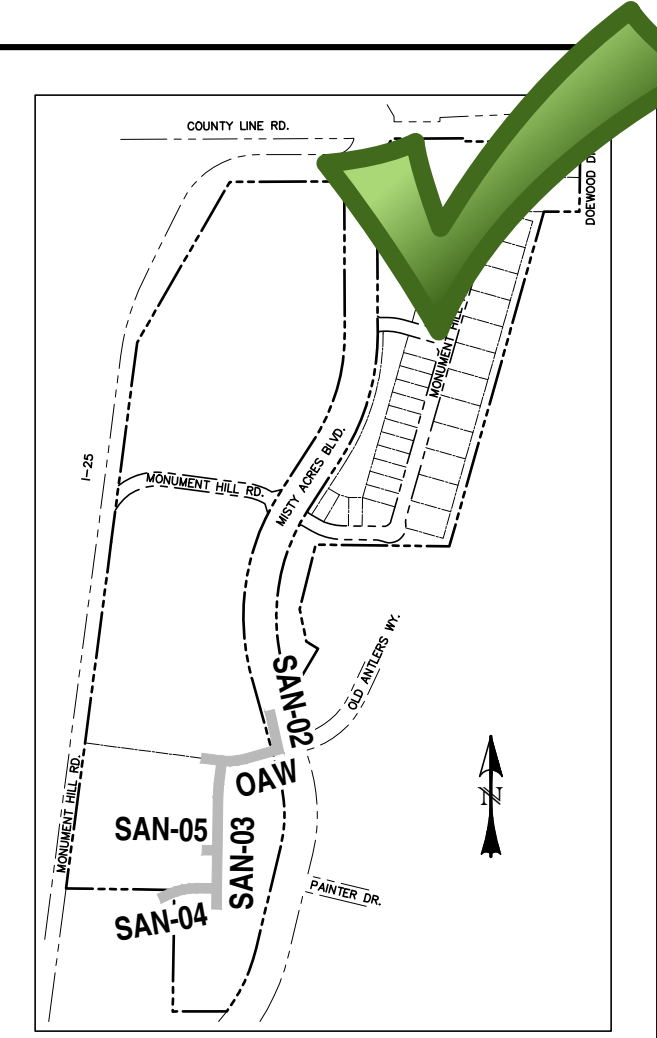 COUNTY LINE RD.
DOEWOOD
MONUMENT
I-25
MISTY ACRES BLVD.
MONUMENT HILL RD.
OLD ANTLERS WY.
SAN-02
OAW
MONUMENT HILL RD.
SAN-05
SAN-03
N
PAINTER DR.
SAN-04